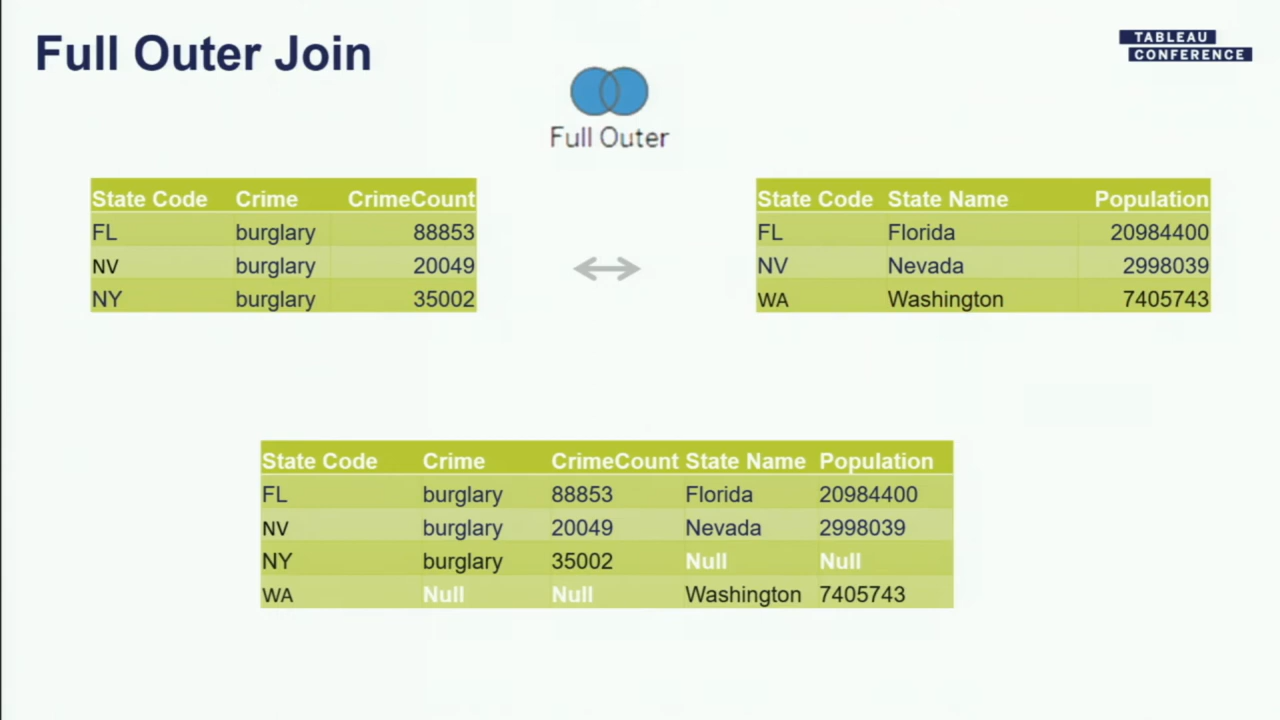 Full Outer Join
TABLEAU
CONFERENCE
Full Outer
State Code Crime CrimeCount
FL burglary 88853
NV burglary 20049
NY burglary 35002
State Code State Name Population
FL Florida 20984400
NV Nevada 2998039
WA Washington 7405743
State Code Crime CrimeCount State Name Population
FL burglary 88853 Florida 20984400
NV burglary 20049 Nevada 2998039
NY burglary 35002 Null Null
WA Null Null Washington 7405743